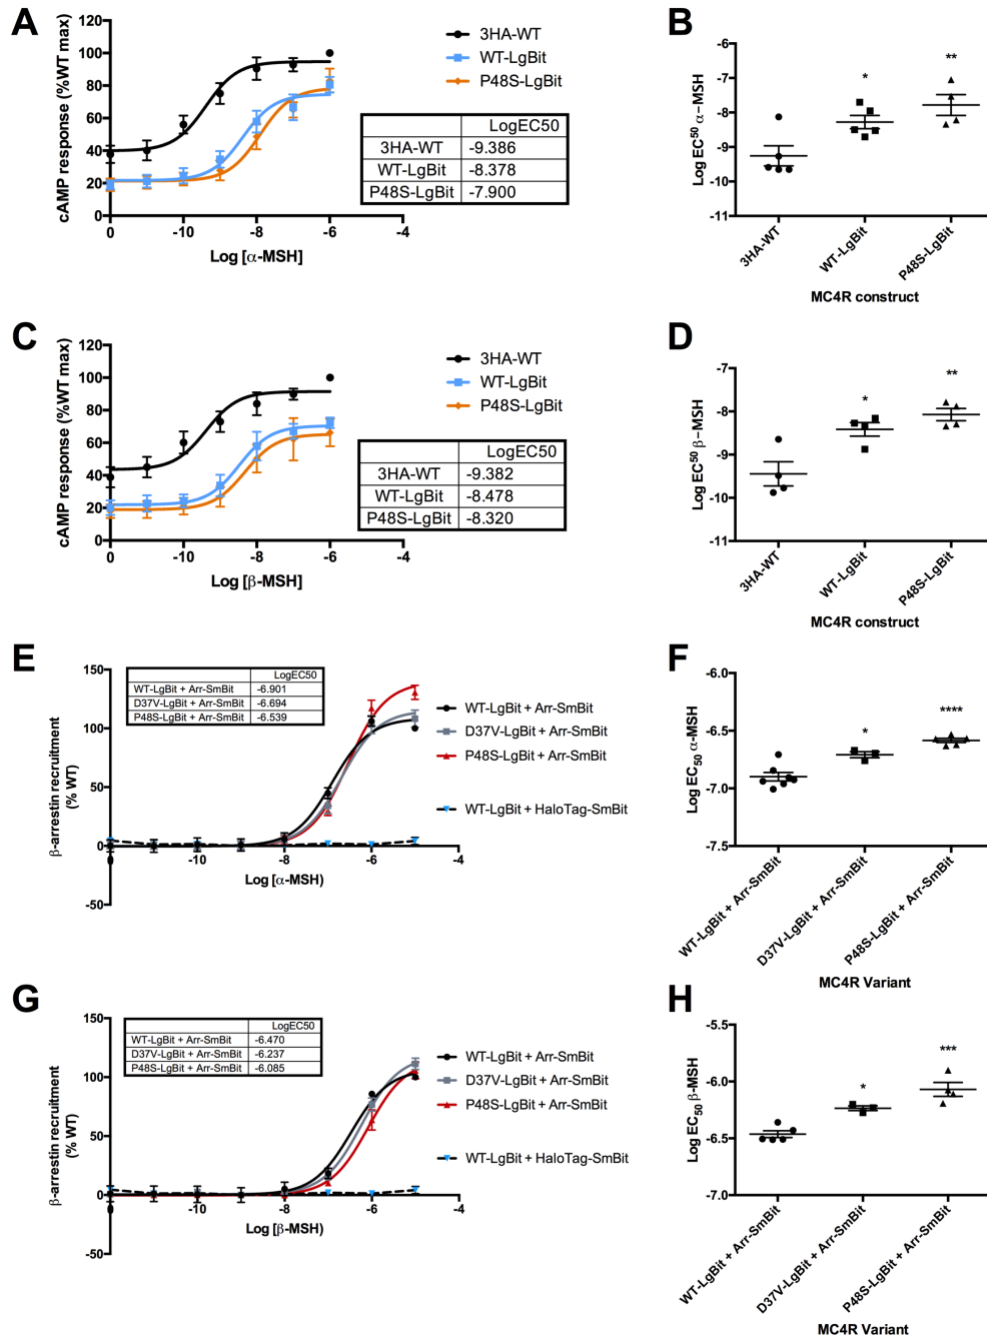 A
120
100
80
60
40
20
0
cAMP response (%WT max)
0
-10
-8
-6
-4
Log [α-MSH]
3HA-WT
WT-LgBit
P48S-LgBit
LogEC50
3HA-WT -9.386
WT-LgBit -8.378
P48S-LgBit -7.900
B
-6
-7
-8
-9
-10
-11
Log EC50 α-MSH
*
**
3HA-WT
WT-LgBit
P48S-LgBit
MC4R construct
C
120
100
80
60
40
20
0
cAMP response (%WT max)
0
-10
-8
-6
-4
Log [β-MSH]
3HA-WT
WT-LgBit
P48S-LgBit
LogEC50
3HA-WT -9.382
WT-LgBit -8.478
P48S-LgBit -8.320
D
-7
-8
-9
-10
-11
Log EC50 β-MSH
*
**
3HA-WT
WT-LgBit
P48S-LgBit
MC4R construct
E
150
100
50
0
-50
β-arrestin recruitment
(% WT)
0
-10
-8
-6
-4
Log [α-MSH)
LogEC50
WT-LgBit + Arr-SmBit -6.901
D37V-LgBit + Arr-SmBit -6.694
P48S-LgBit + Arr-SmBit -6.539
WT-LgBit + Arr-SmBit
D37V-LgBit + Arr-SmBit
P48S-LgBit + Arr-SmBit
WT-LgBit + HaloTag-SmBit
F
-6.0
-6.5
-7.0
-7.5
Log EC50 α-MSH
*
****
WT-LgBit + Arr-SmBit
D37V-LgBit + Arr-SmBit
P48S-LgBit + Arr-SmBit
MC4R Variant
G
150
100
50
0
-50
β-arrestin recruitment
(% WT)
0
-10
-8
-6
-4
Log [β-MSH)
LogEC50
WT-LgBit + Arr-SmBit -6.470
D37V-LgBit + Arr-SmBit -6.237
P48S-LgBit + Arr-SmBit -6.085
WT-LgBit + Arr-SmBit
D37V-LgBit + Arr-SmBit
P48S-LgBit + Arr-SmBit
WT-LgBit + HaloTag-SmBit
H
-5.5
-6.0
-6.5
-7.0
Log EC50 β-MSH
*
***
WT-LgBit + Arr-SmBit
D37V-LgBit + Arr-SmBit
P48S-LgBit + Arr-SmBit
MC4R Variant